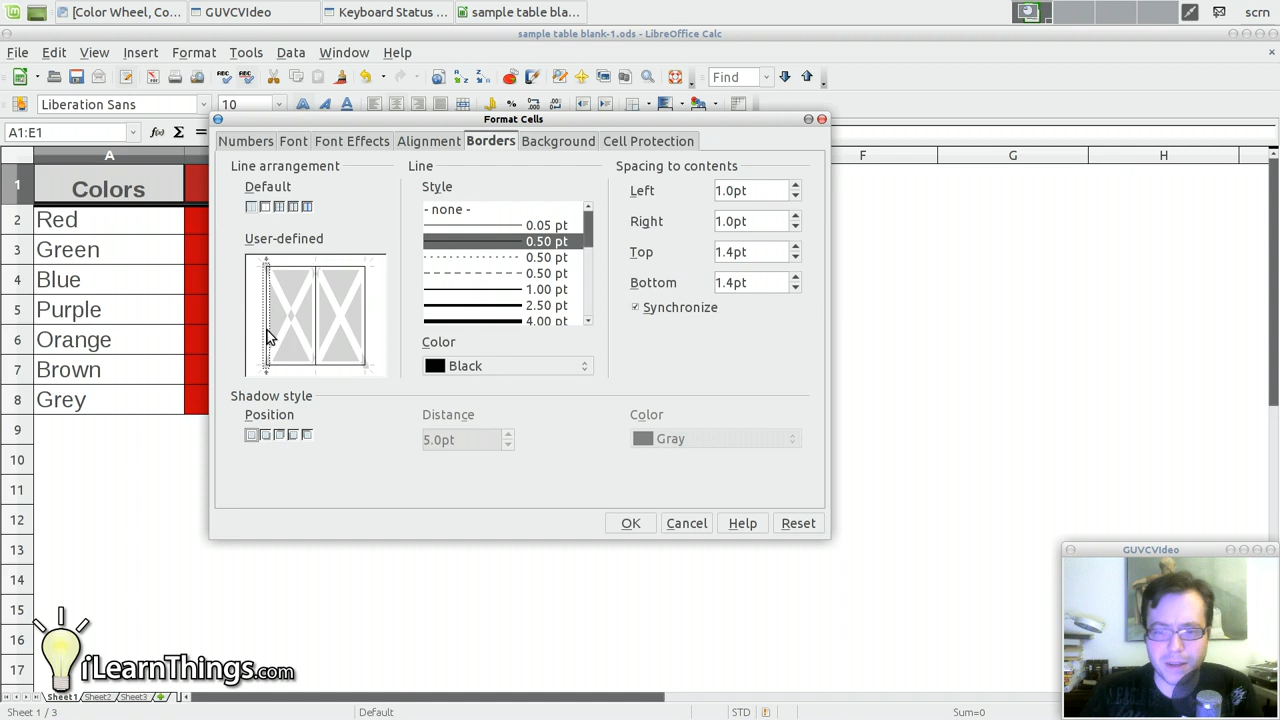 [Color Wheel, Co... GUVCVIdeo Keyboard Status ... sample table bla... scrn
sample table blank-1.ods - LibreOffice Calc
File Edit View Insert Format Tools Data Window Help
Find
Liberation Sans 10
A1:E1
Format Cells
Numbers Font Font Effects Alignment Borders Background Cell Protection
A F G H
1 Colors
2 Red
3 Green
4 Blue
5 Purple
6 Orange
7 Brown
8 Grey
9
10
11
12
13
14
15
16
17
Line arrangement
Default
User-defined
Line
Style
- none -
0.05 pt
0.50 pt
0.50 pt
0.50 pt
1.00 pt
2.50 pt
4.00 pt
Color
Black
Spacing to contents
Left 1.0pt
Right 1.0pt
Top 1.4pt
Bottom 1.4pt
Synchronize
Shadow style
Position
Distance
5.0pt
Color
Gray
OK Cancel Help Reset
GUVCVIdeo
iLearnThings.com
Sheet1 Sheet2 Sheet3
Sheet 1 / 3 Default STD Sum=0